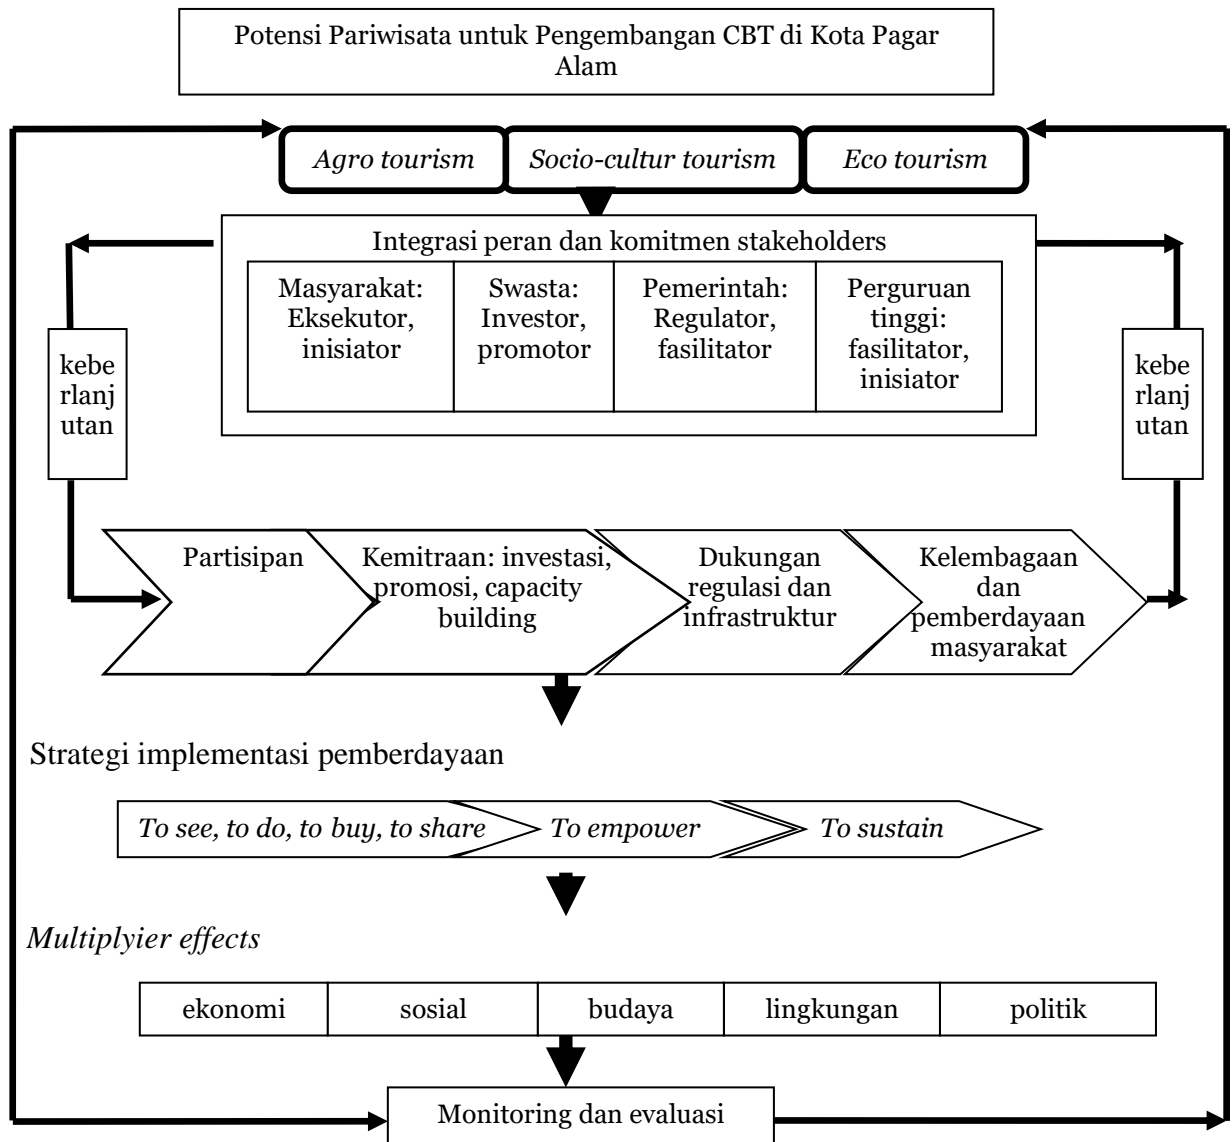 Potensi Pariwisata untuk Pengembangan CBT di Kota Pagar
Alam
Agro tourism
Socio-cultur tourism
Eco tourism
Integrasi peran dan komitmen stakeholders
Masyarakat:
Eksekutor,
inisiator
Swasta:
Investor,
promotor
Pemerintah:
Regulator,
fasilitator
Perguruan
tinggi:
fasilitator,
inisiator
kebe
rlanj
utan
kebe
rlanj
utan
Partisipan
Kemitraan: investasi,
promosi, capacity
building
Dukungan
regulasi dan
infrastruktur
Kelembagaan
dan
pemberdayaan
masyarakat
Strategi implementasi pemberdayaan
To see, to do, to buy, to share
To empower
To sustain
Multiplyier effects
ekonomi
sosial
budaya
lingkungan
politik
Monitoring dan evaluasi